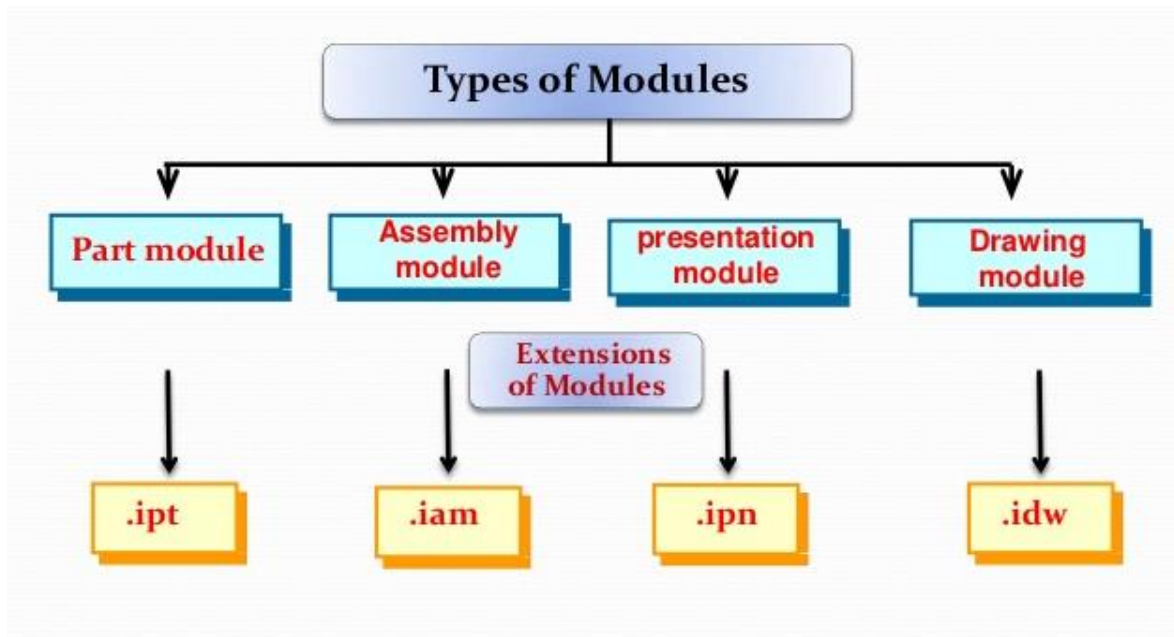 Types of Modules
Part module
Assembly
module
presentation
module
Drawing
module
Extensions
of Modules
.ipt
.iam
.ipn
.idw